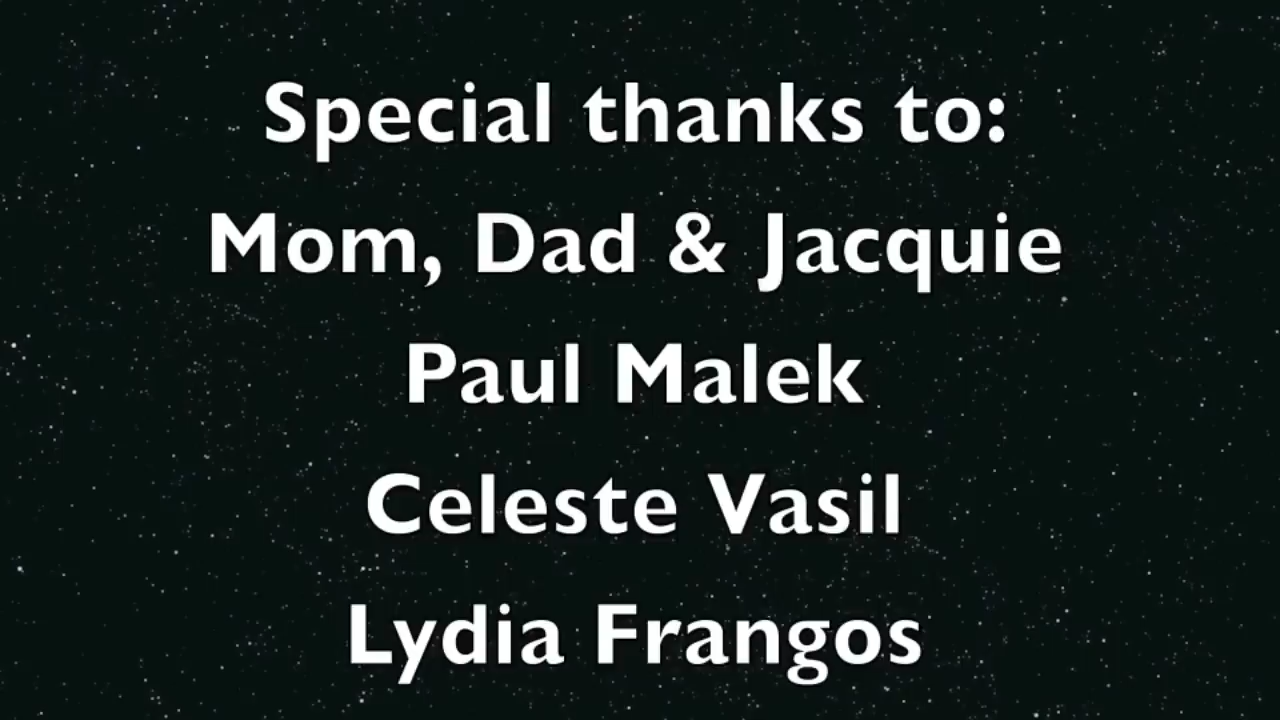 Special thanks to:
Mom, Dad & Jacquie
Paul Malek
Celeste Vasil
Lydia Frangos